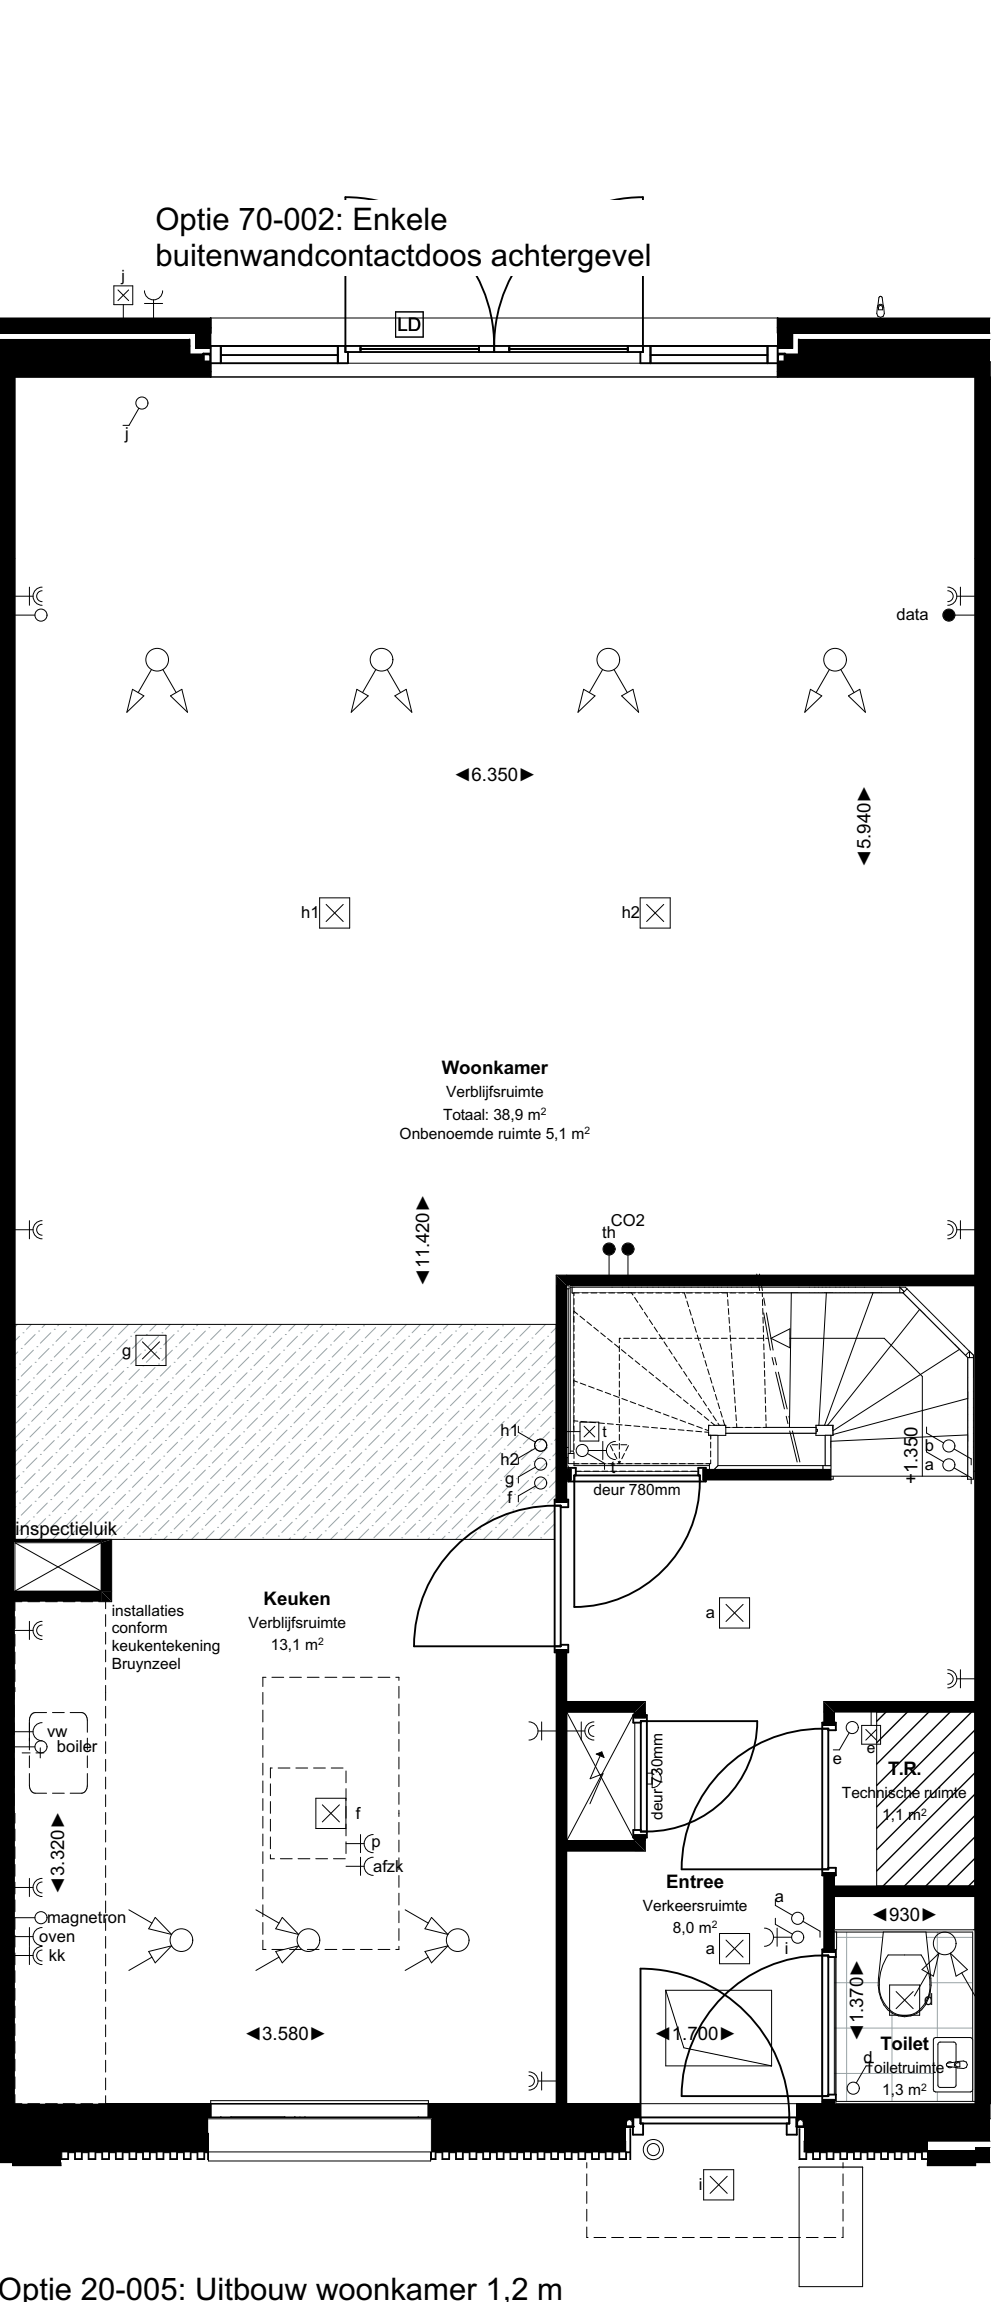 Optie 70-002: Enkele
buitenwandcontactdoos achtergevel
j
LD
j
data
6.350
5.940
h1
h2
Woonkamer
Verblijfsruimte
Totaal: 38,9 m²
Onbenoemde ruimte 5,1 m²
11.420
CO2
th
g
h1
h2
g
f
t
t
+1.350
b
a
deur 780mm
inspectieluik
installaties
conform
keukentekening
Bruynzeel
Keuken
Verblijfsruimte
13,1 m²
a
vw
boiler
deur 730mm
e
e
T.R.
Technische ruimte
1,1 m²
f
p
afzk
3.320
Entree
Verkeersruimte
8,0 m²
a
a
i
930
magnetron
oven
kk
1.370
d
3.580
1.700
Toilet
d
Toiletruimte
1,3 m²
i
Optie 20-005: Uitbouw woonkamer 1,2 m